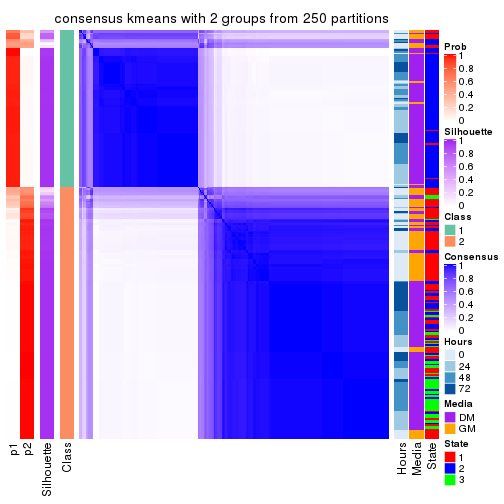 consensus kmeans with 2 groups from 250 partitions
Prob
1
0.8
0.6
0.4
0.2
0
Silhouette
1
0.8
0.6
0.4
0.2
0
Class
1
2
Consensus
1
0.8
0.6
0.4
0.2
0
Hours
0
24
48
72
Media
DM
GM
State
1
2
3
p1
p2
Silhouette
Class
Hours
Media
State